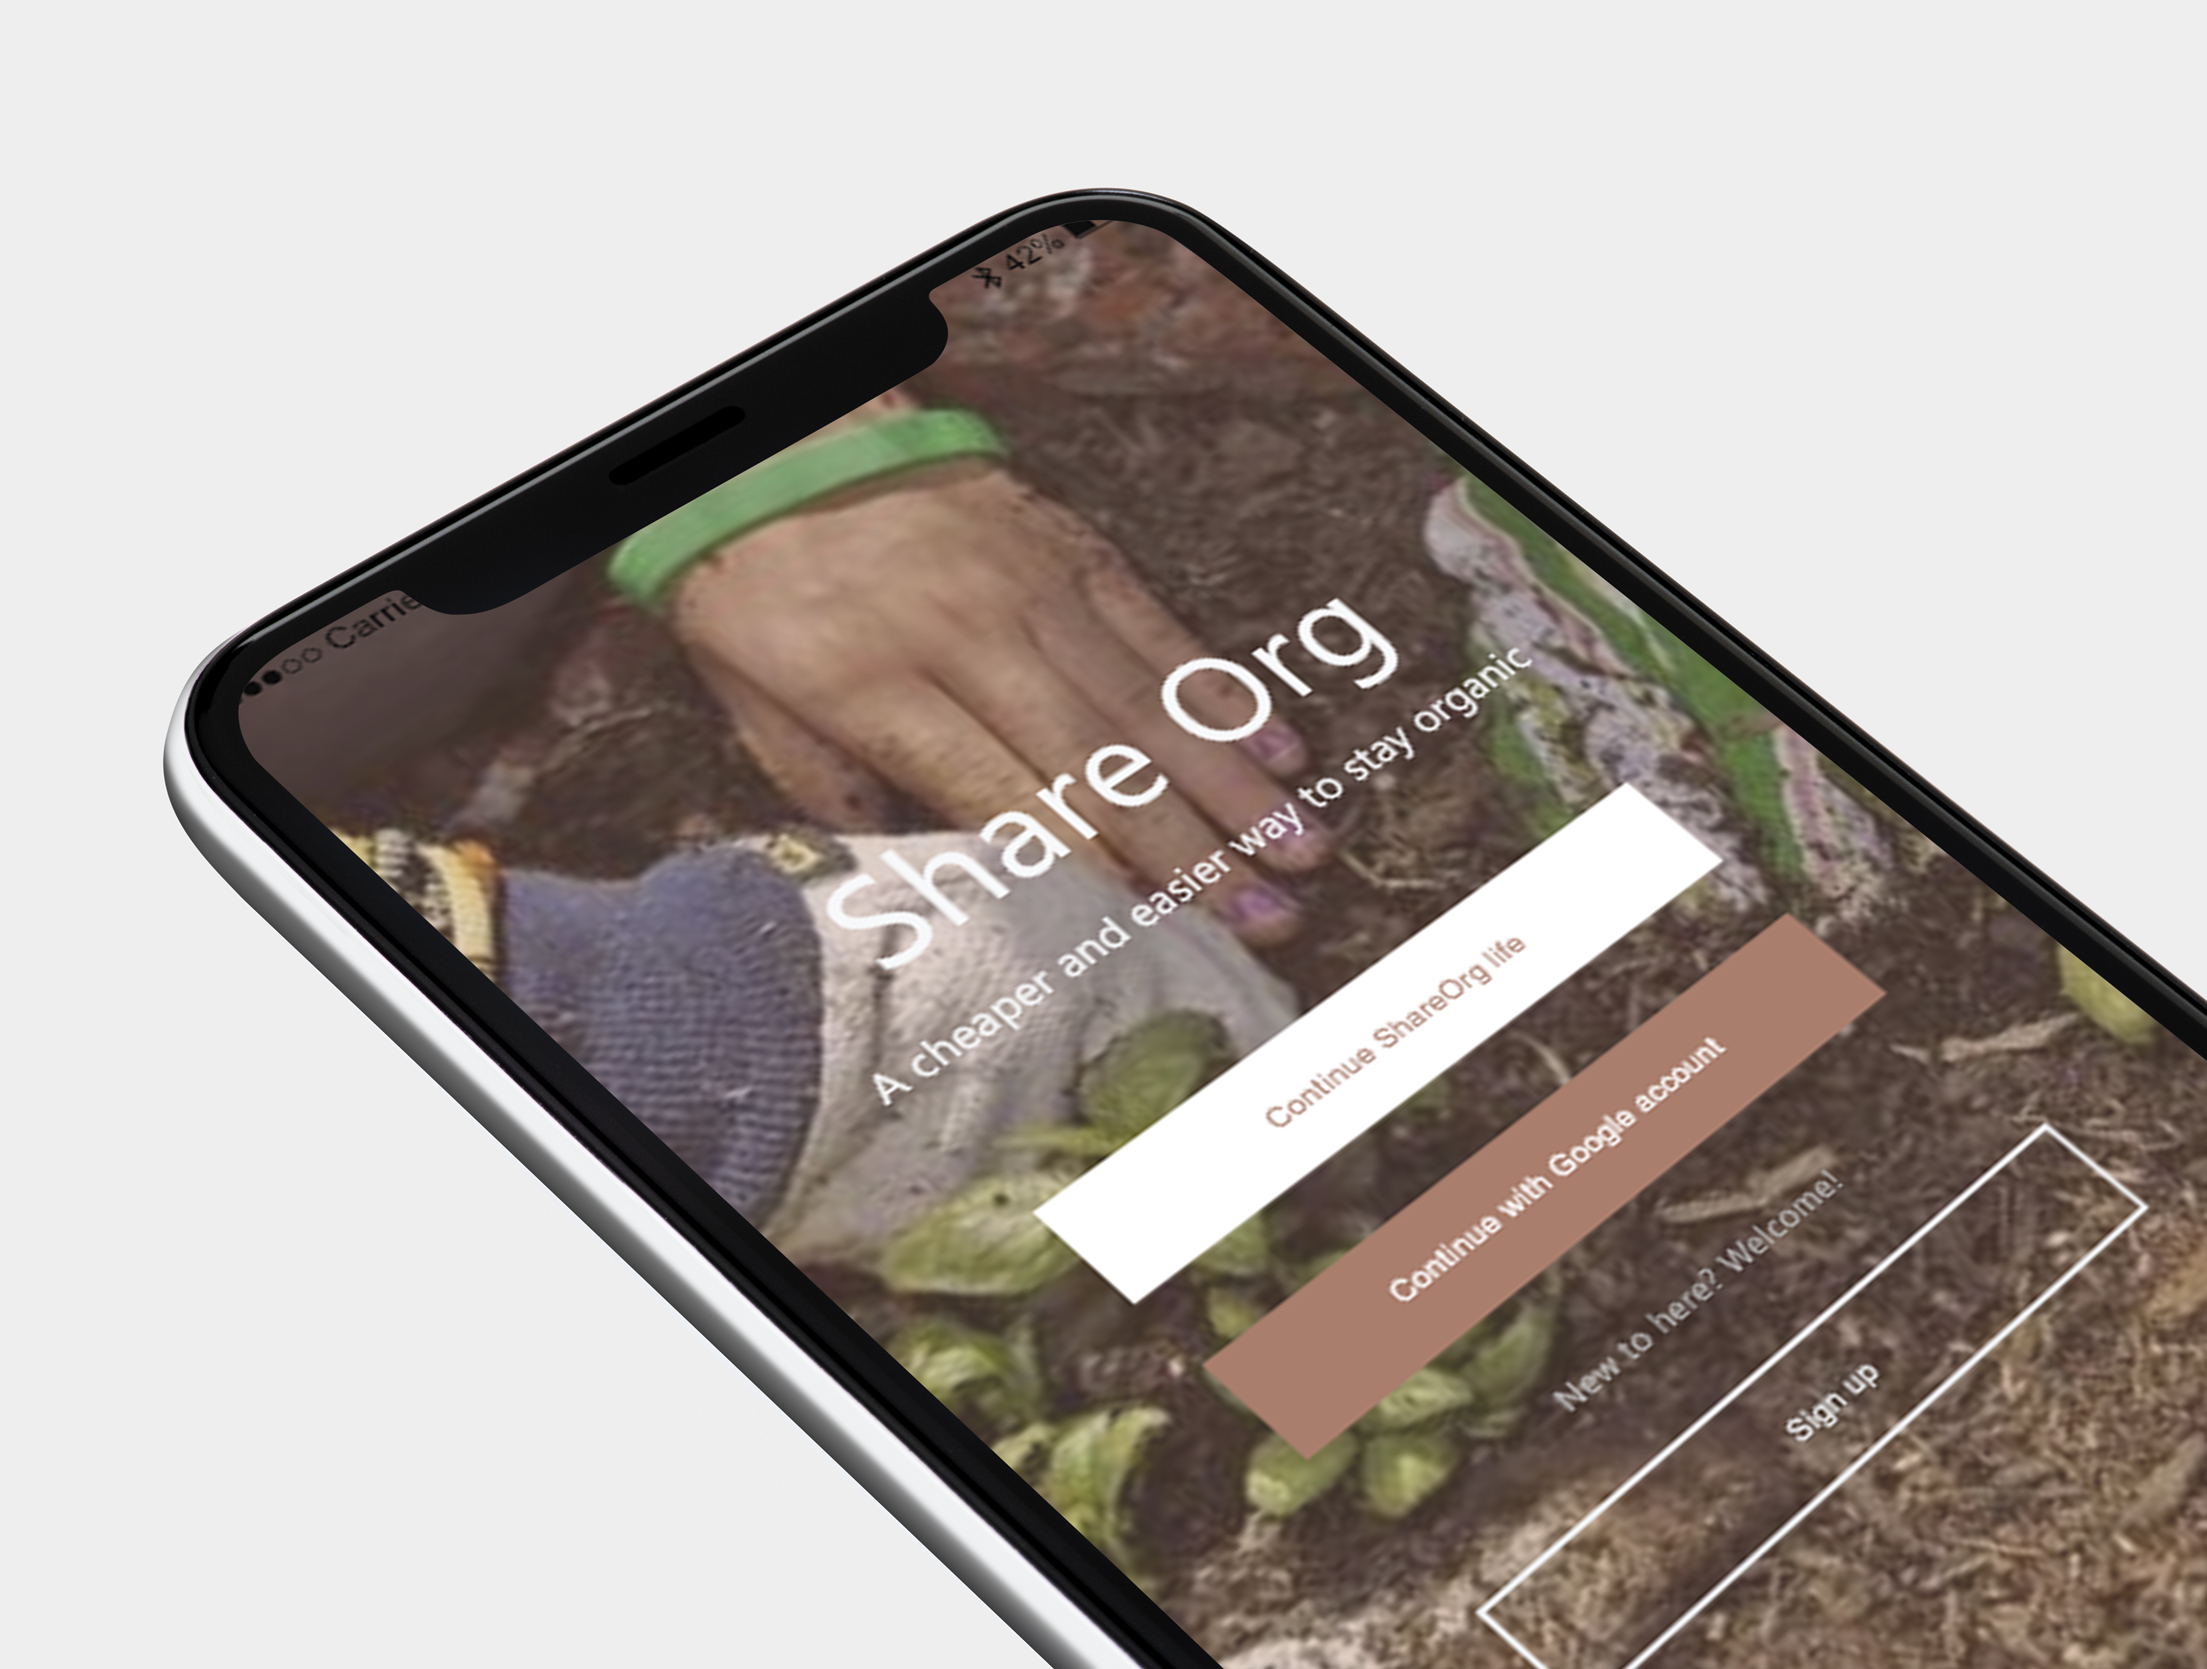 Carrie
42%
Share Org
A cheaper and easier way to stay organic
Continue ShareOrg life
Continue with Google account
New to here? Welcome!
Sign up